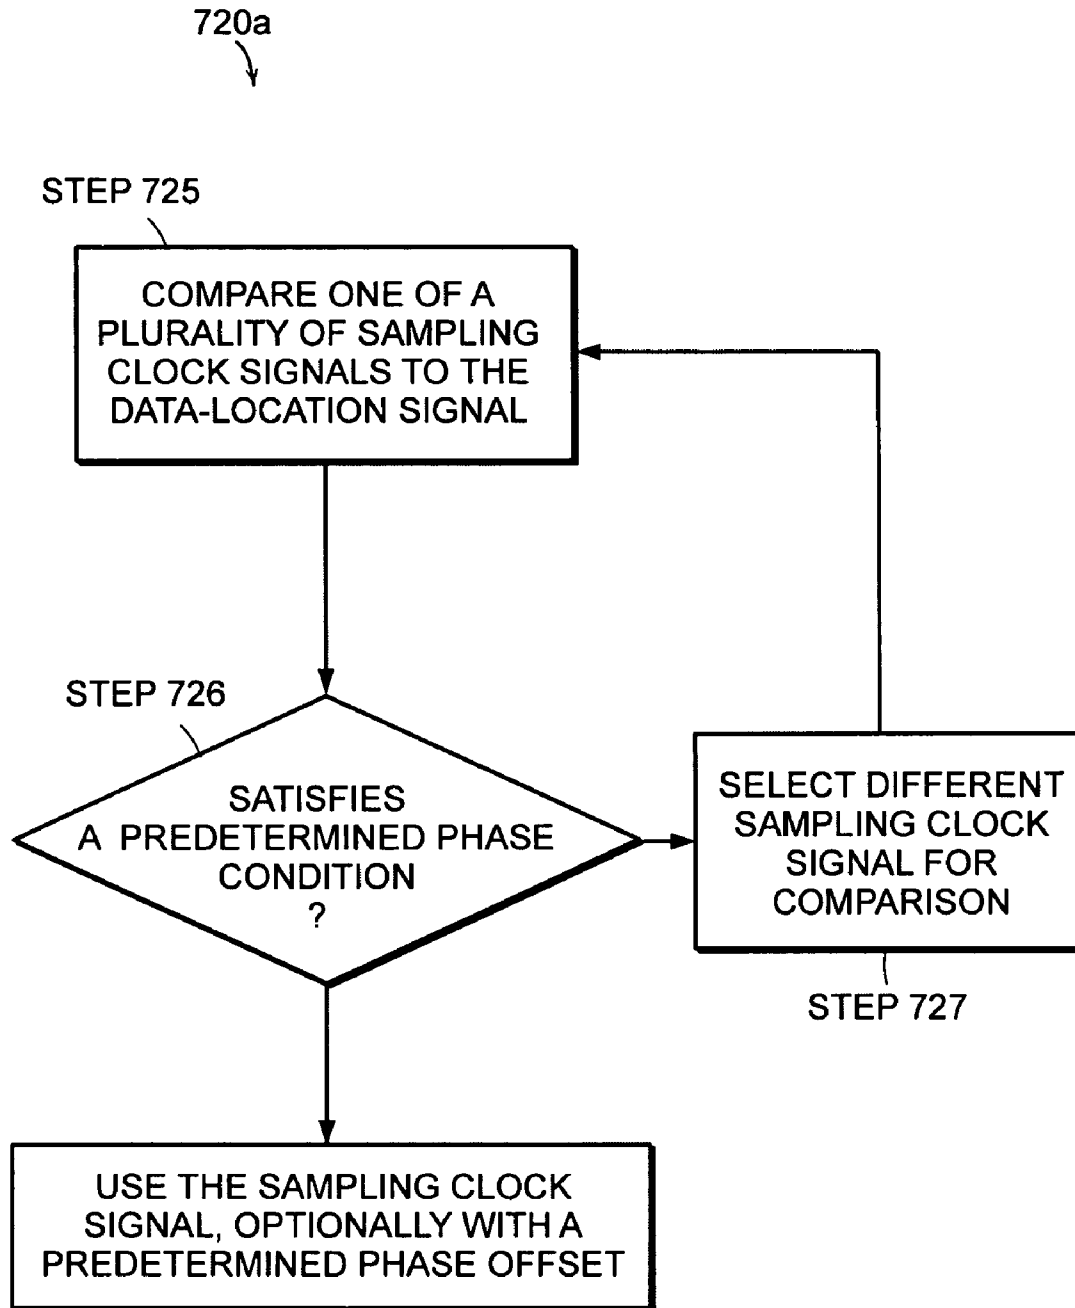 720a
STEP 725
COMPARE ONE OF A
PLURALITY OF SAMPLING
CLOCK SIGNALS TO THE
DATA-LOCATION SIGNAL
STEP 726
SATISFIES
A PREDETERMINED PHASE
CONDITION
?
SELECT DIFFERENT
SAMPLING CLOCK
SIGNAL FOR
COMPARISON
STEP 727
USE THE SAMPLING CLOCK
SIGNAL, OPTIONALLY WITH A
PREDETERMINED PHASE OFFSET